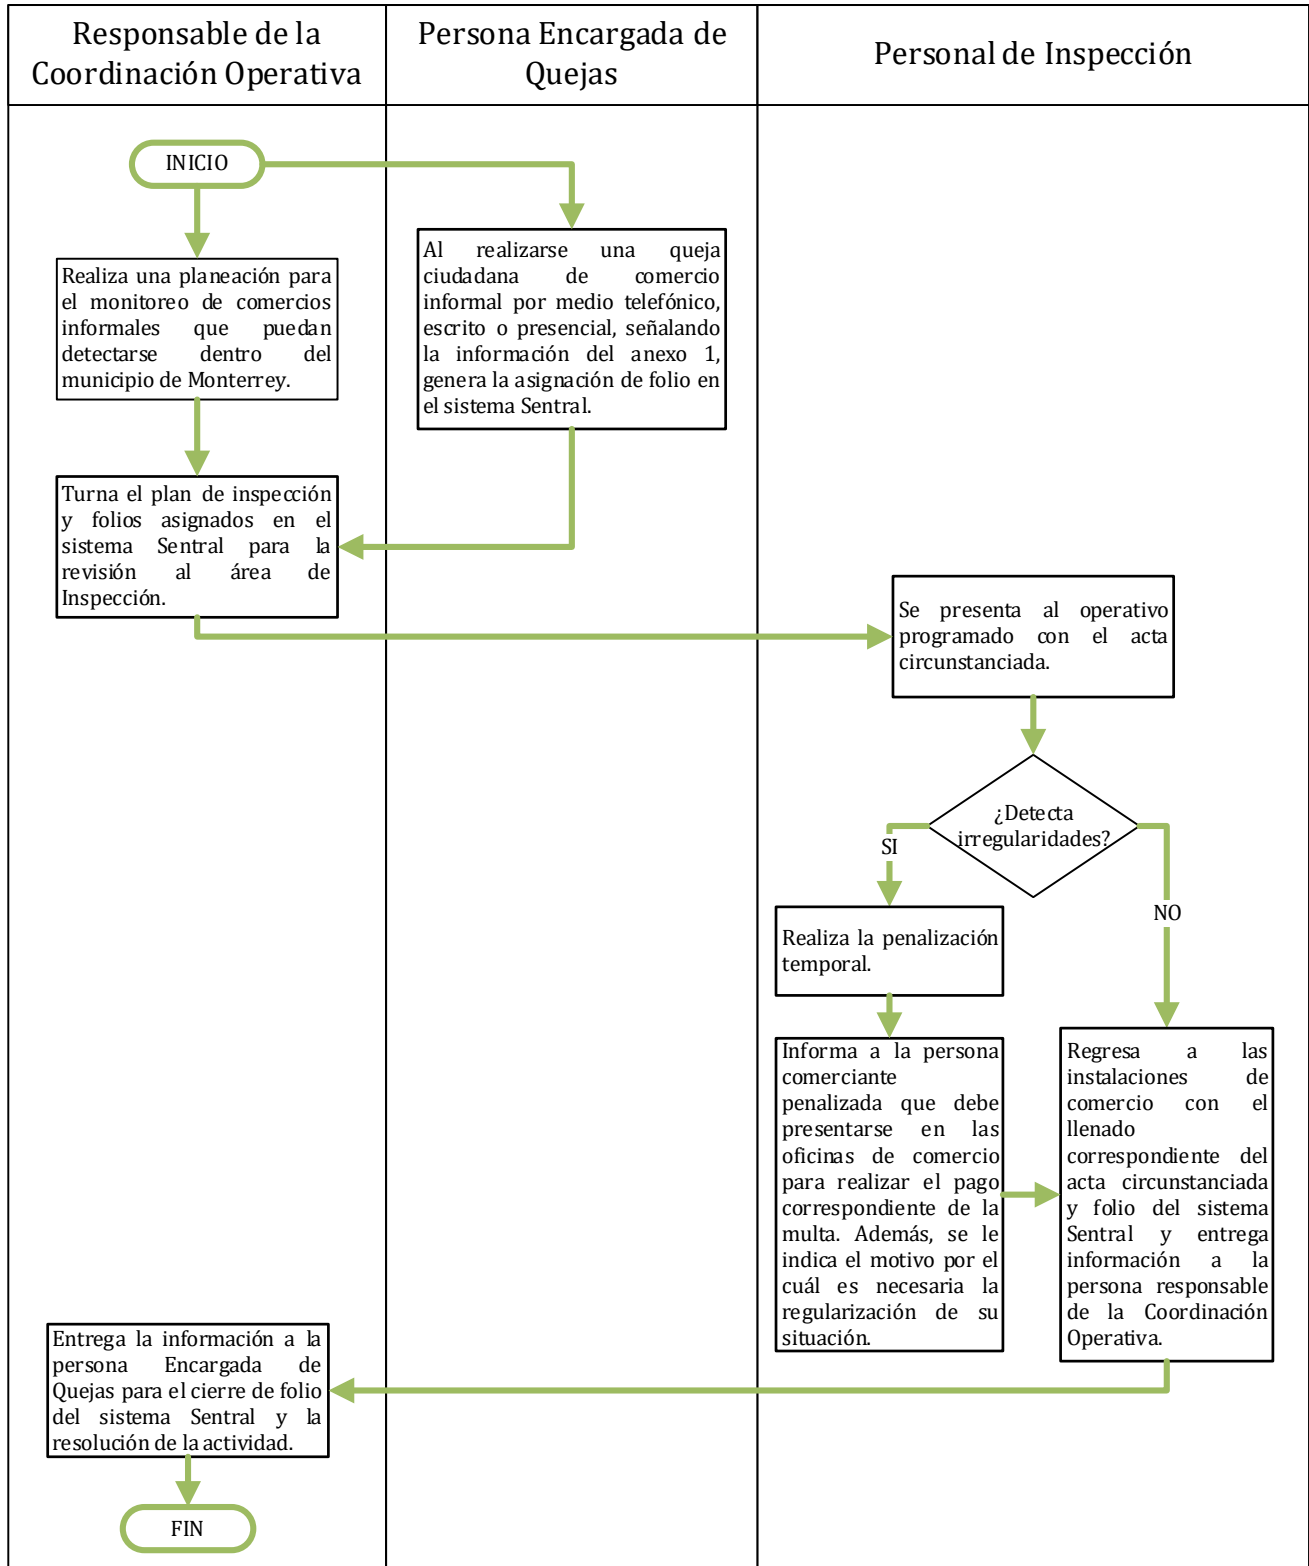 Responsable de la
Coordinación Operativa
Persona Encargada de
Quejas
Personal de Inspección
INICIO
Realiza una planeación para
el monitoreo de comercios
informales que puedan
detectarse dentro del
municipio de Monterrey.
Al realizarse una queja
ciudadana de comercio
informal por medio telefónico,
escrito o presencial, señalando
la información del anexo 1,
genera la asignación de folio en
el sistema Sentral.
Turna el plan de inspección
y folios asignados en el
sistema Sentral para la
revisión al área de
Inspección.
Se presenta al operativo
programado con el acta
circunstanciada.
¿Detecta
irregularidades?
SI
NO
Realiza la penalización
temporal.
Informa a la persona
comerciante
penalizada que debe
presentarse en las
oficinas de comercio
para realizar el pago
correspondiente de la
multa. Además, se le
indica el motivo por el
cuál es necesaria la
regularización de su
situación.
Regresa a las
instalaciones de
comercio con el
llenado
correspondiente del
acta circunstanciada
y folio del sistema
Sentral y entrega
información a la
persona responsable
de la Coordinación
Operativa.
Entrega la información a la
persona Encargada de
Quejas para el cierre de folio
del sistema Sentral y la
resolución de la actividad.
FIN